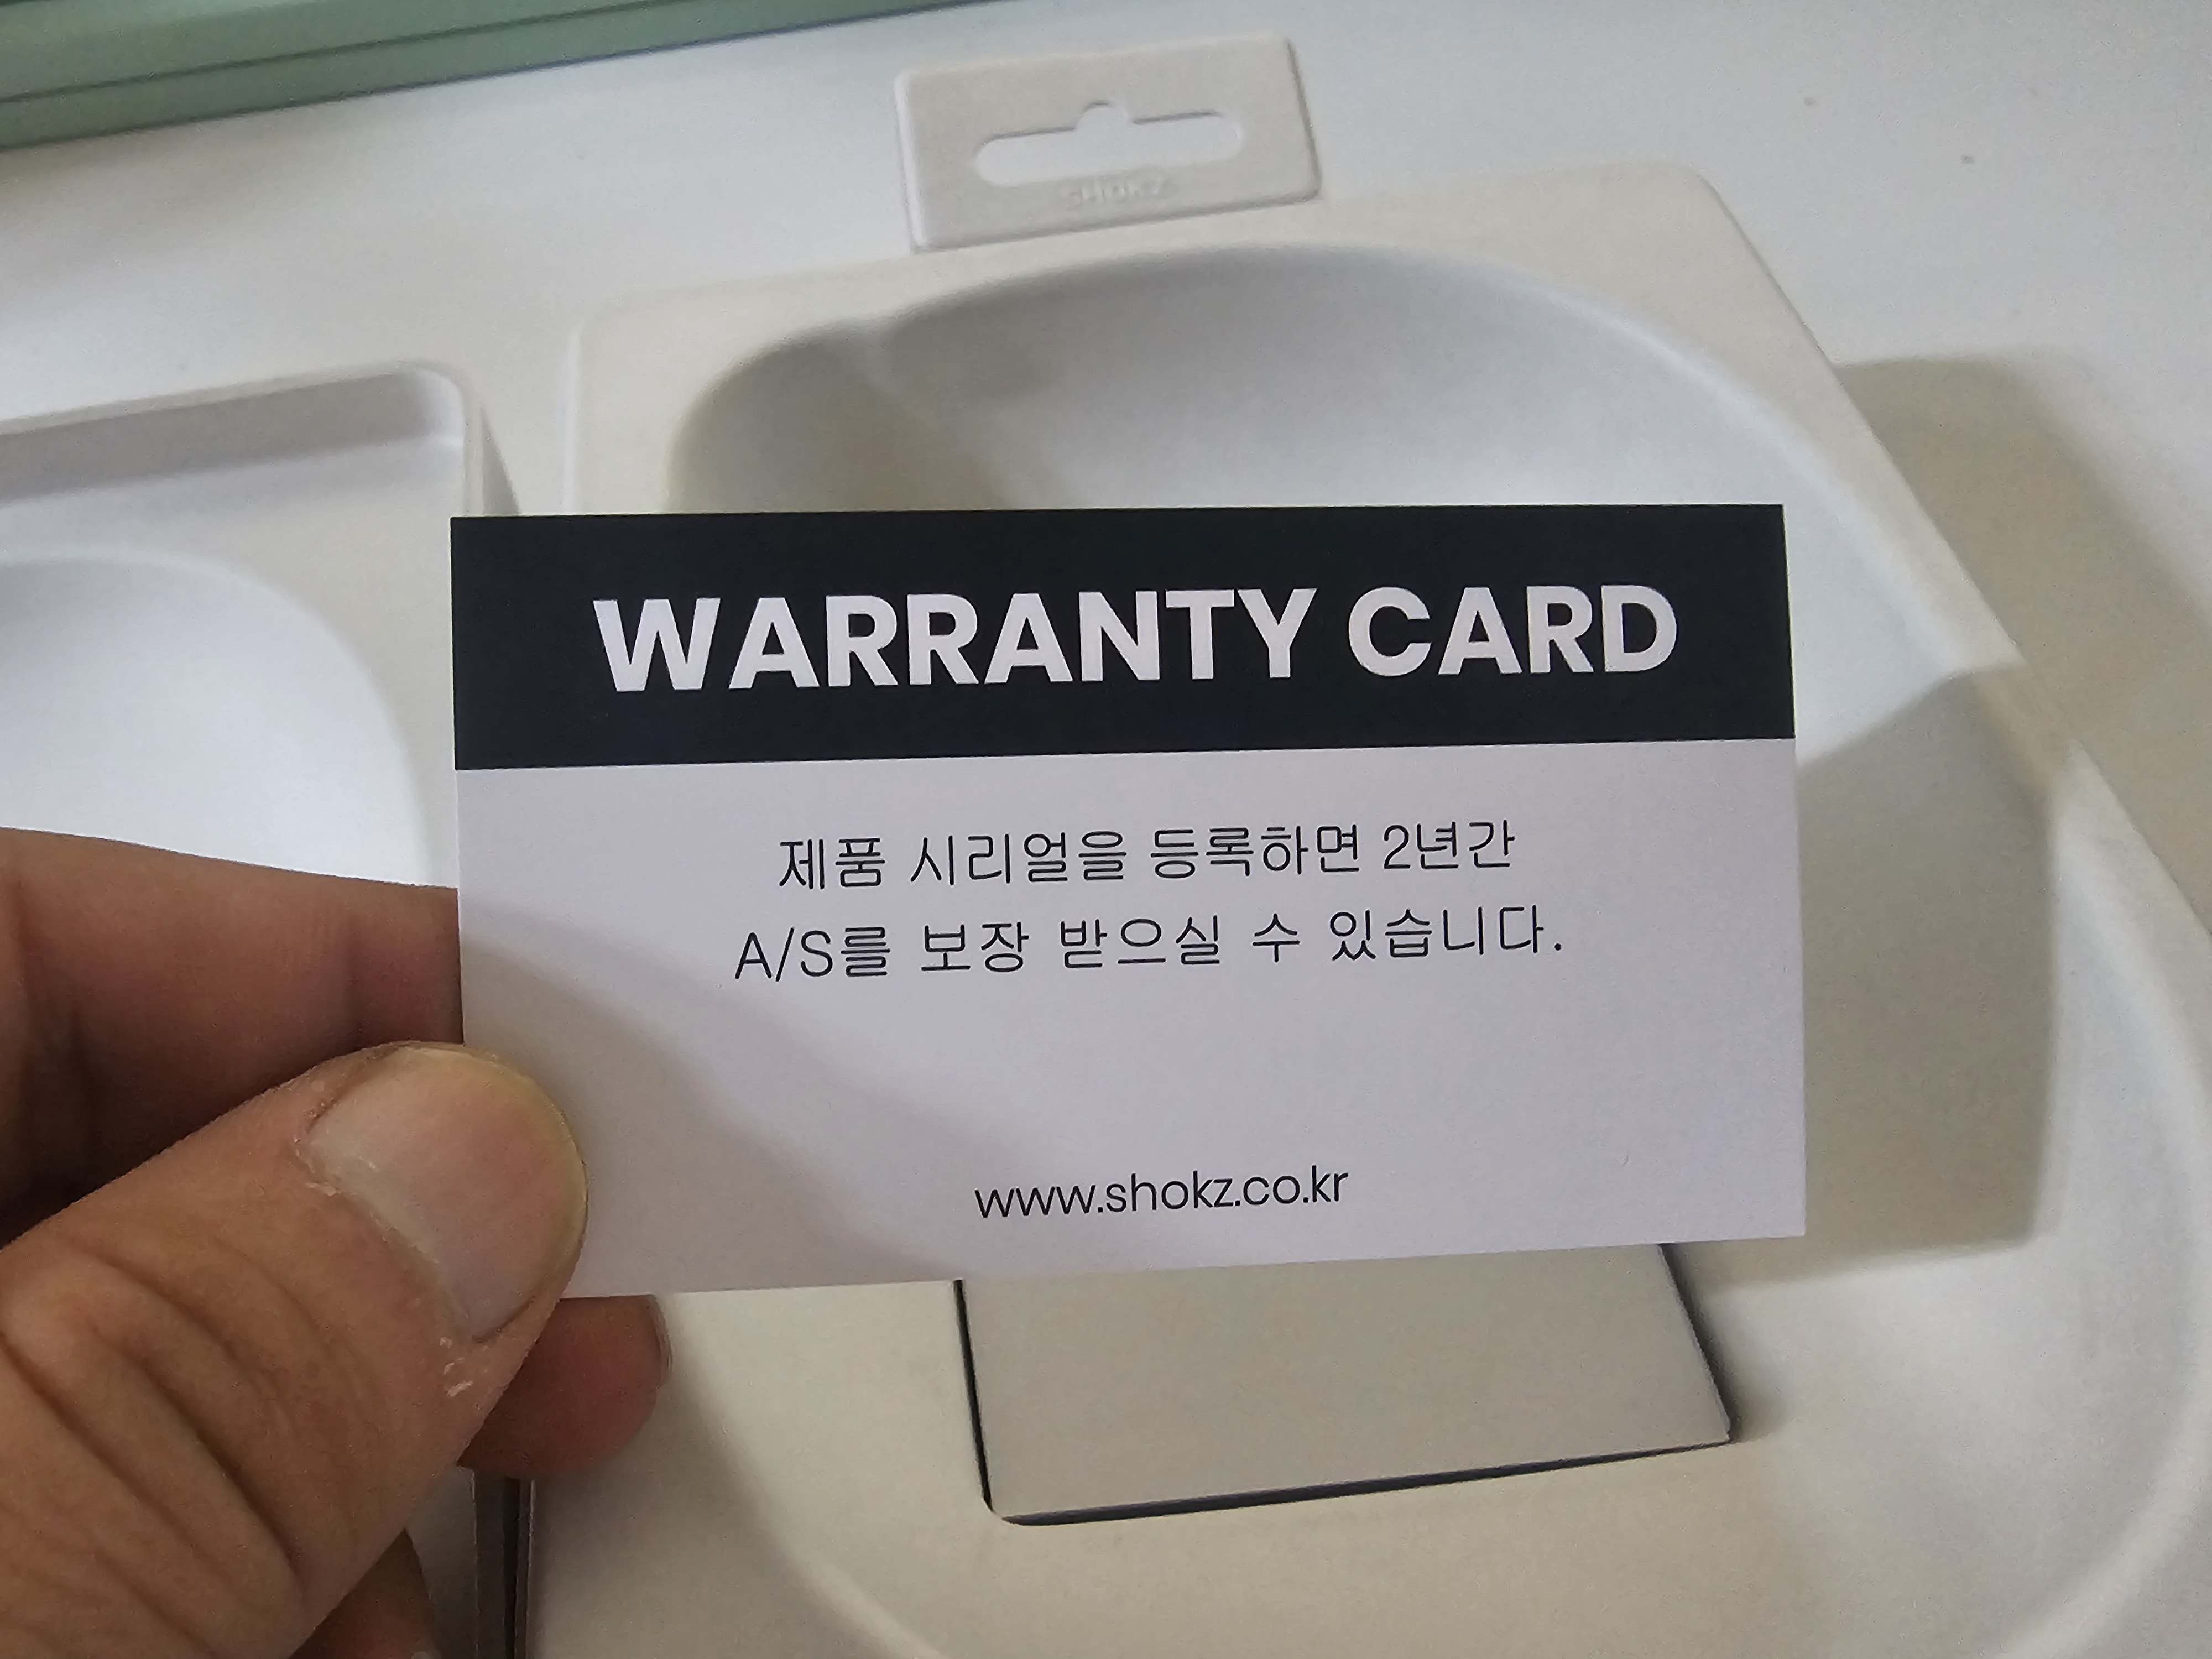 SHOKZ
WARRANTY CARD
제품 시리얼을 등록하면 2년간
A/S를 보장 받으실 수 있습니다.
www.shokz.co.kr